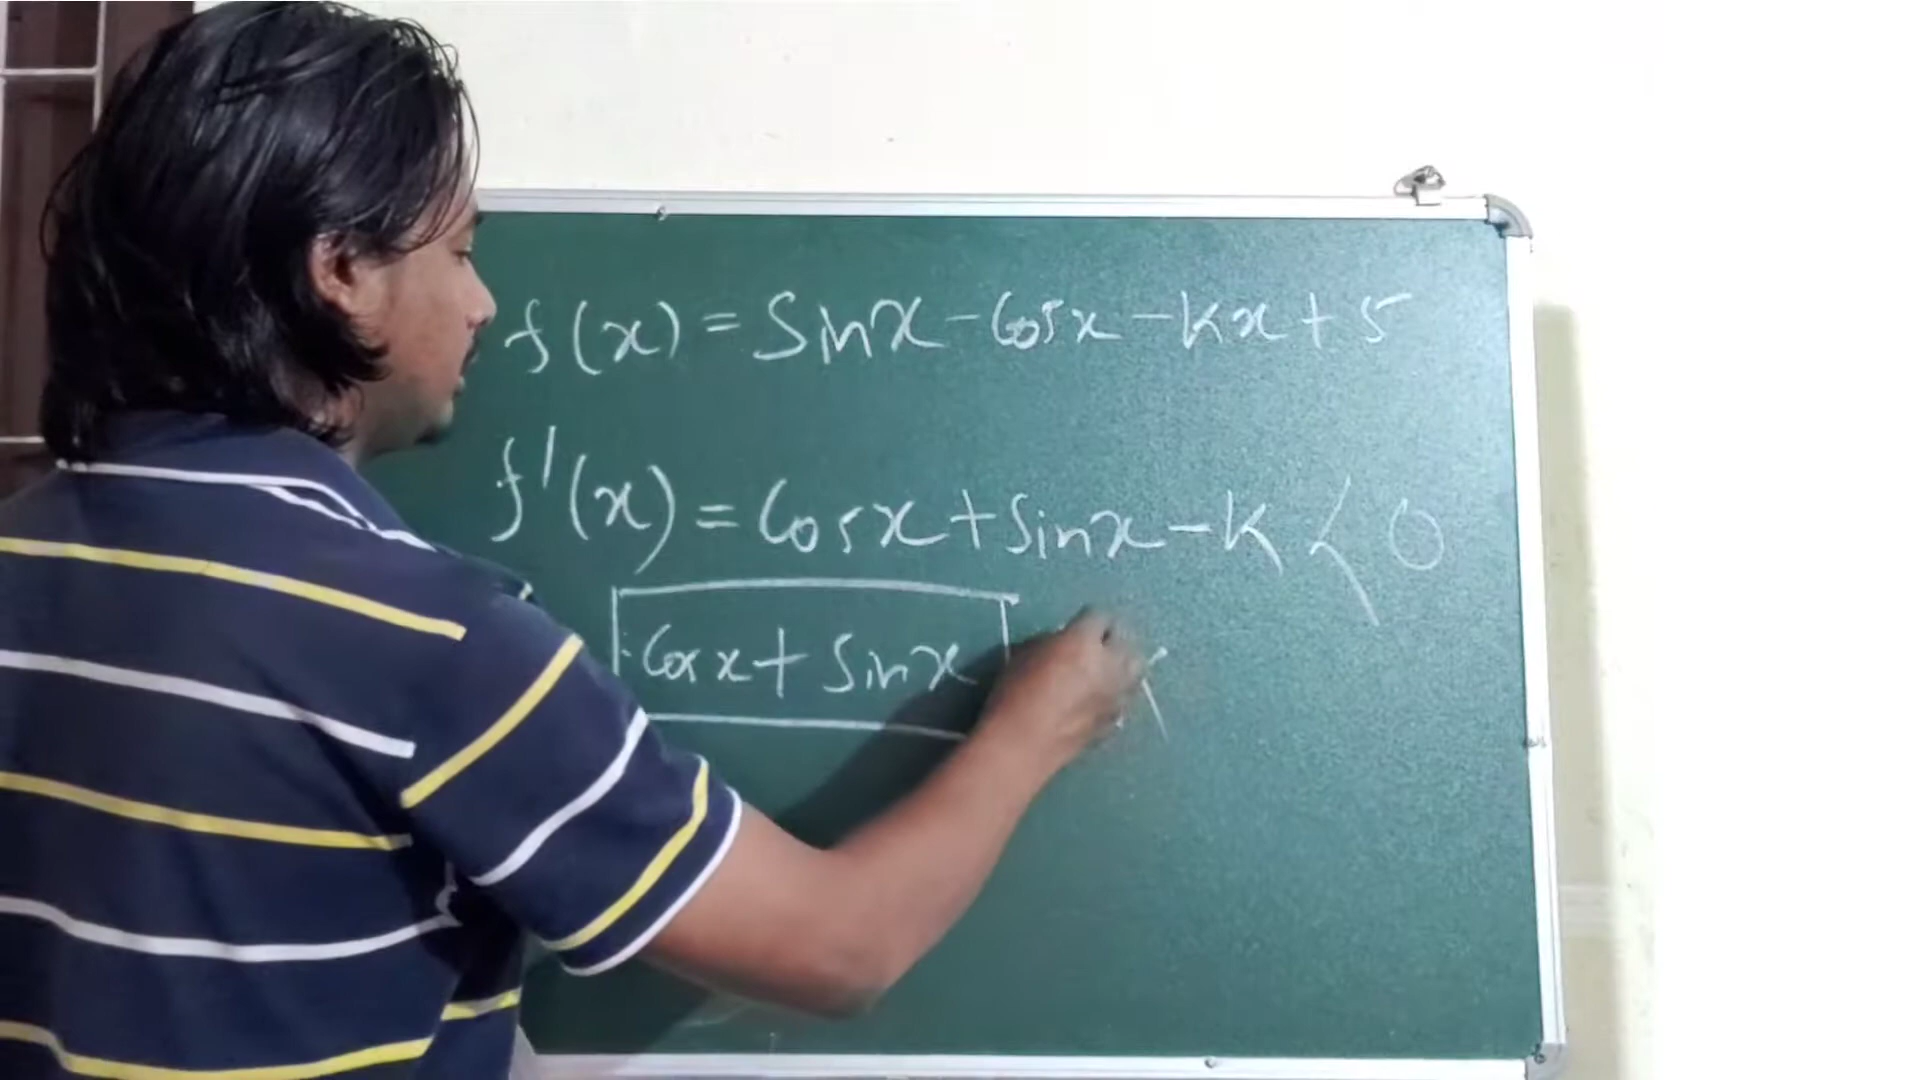 f(x) = Sinx - Cosx - Kx + 5
f'(x) = Cosx + Sinx - K < 0
Cosx + Sinx